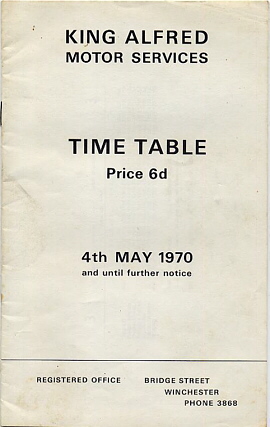 KING ALFRED
MOTOR SERVICES
TIME TABLE
Price 6d
4th MAY 1970
and until further notice
REGISTERED OFFICE BRIDGE STREET
WINCHESTER
PHONE 3868